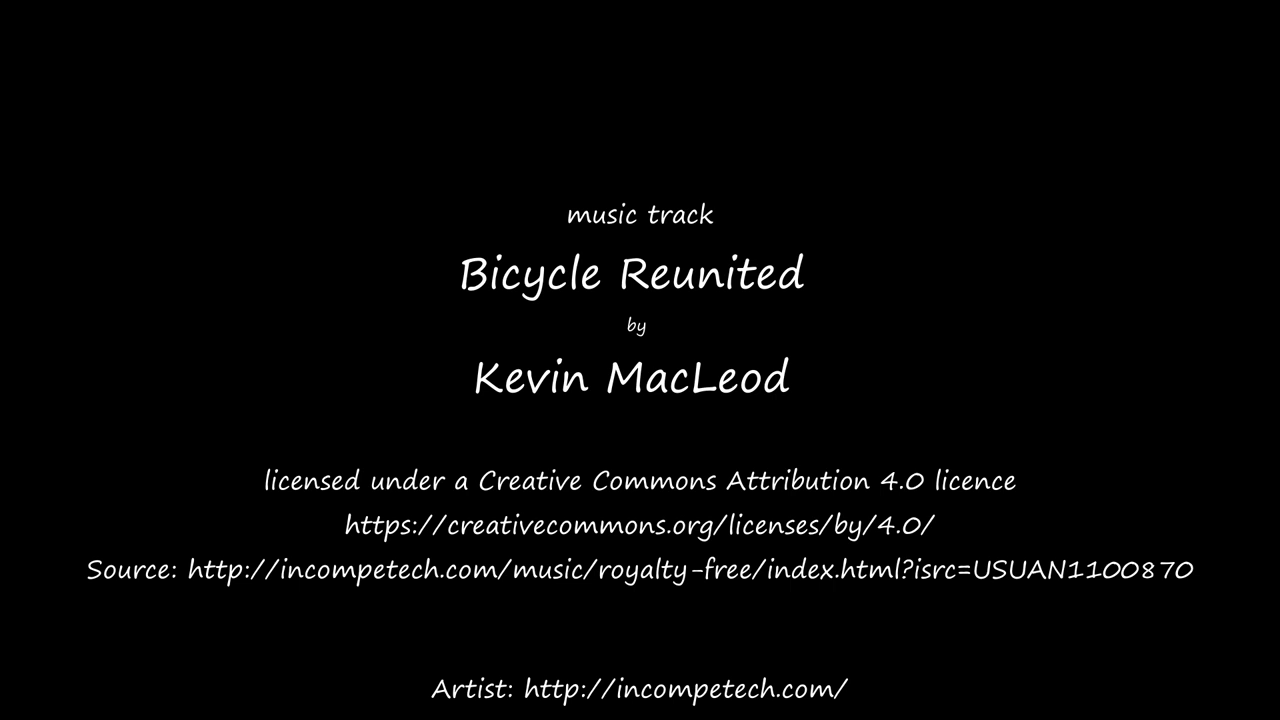 music track
Bicycle Reunited
by
Kevin MacLeod
licensed under a Creative Commons Attribution 4.0 licence
https://creativecommons.org/licenses/by/4.0/
Source: http://incompetech.com/music/royalty-free/index.html?isrc=USUAN1100870
Artist: http://incompetech.com/